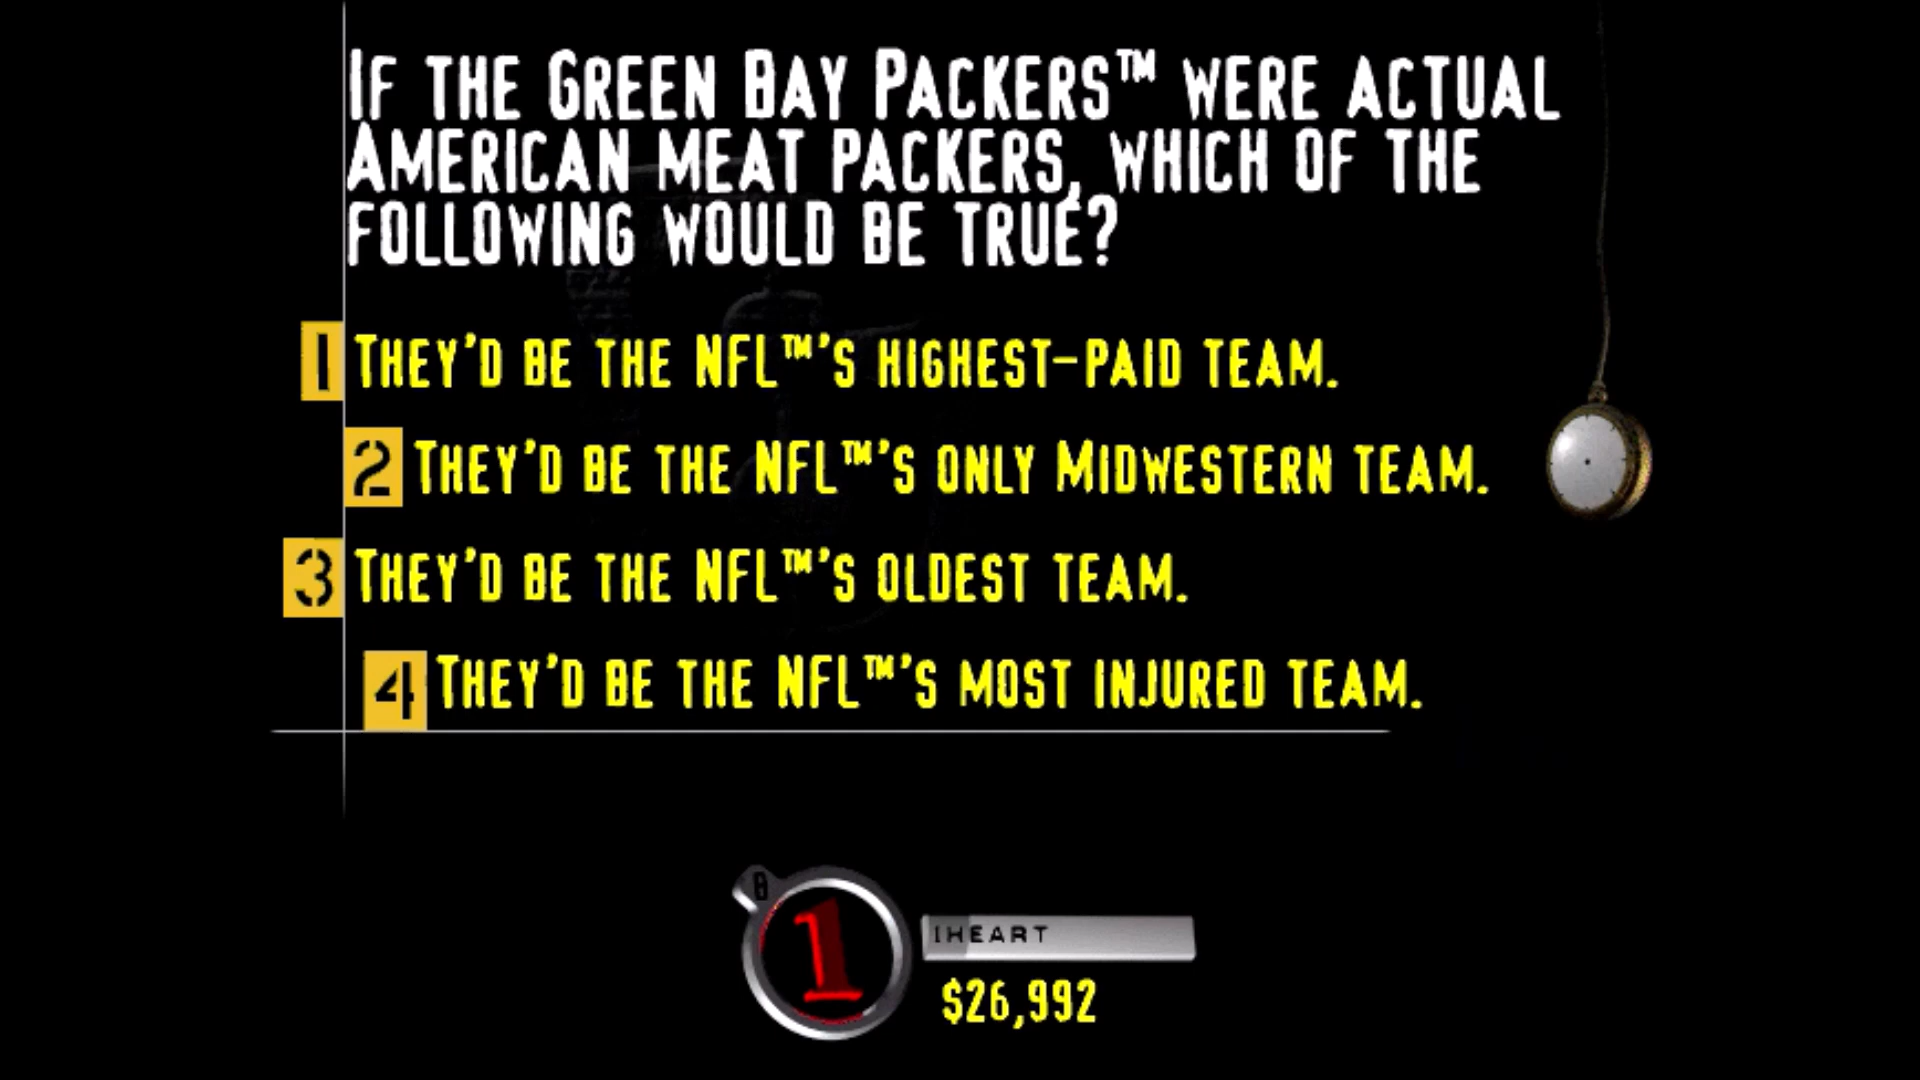 If the Green Bay Packers™ were actual
American meat packers, which of the
following would be true?
1 They'd be the NFL™'s highest-paid team.
2 They'd be the NFL™'s only Midwestern team.
3 They'd be the NFL™'s oldest team.
4 They'd be the NFL™'s most injured team.
B
1
IHEART
$26,992